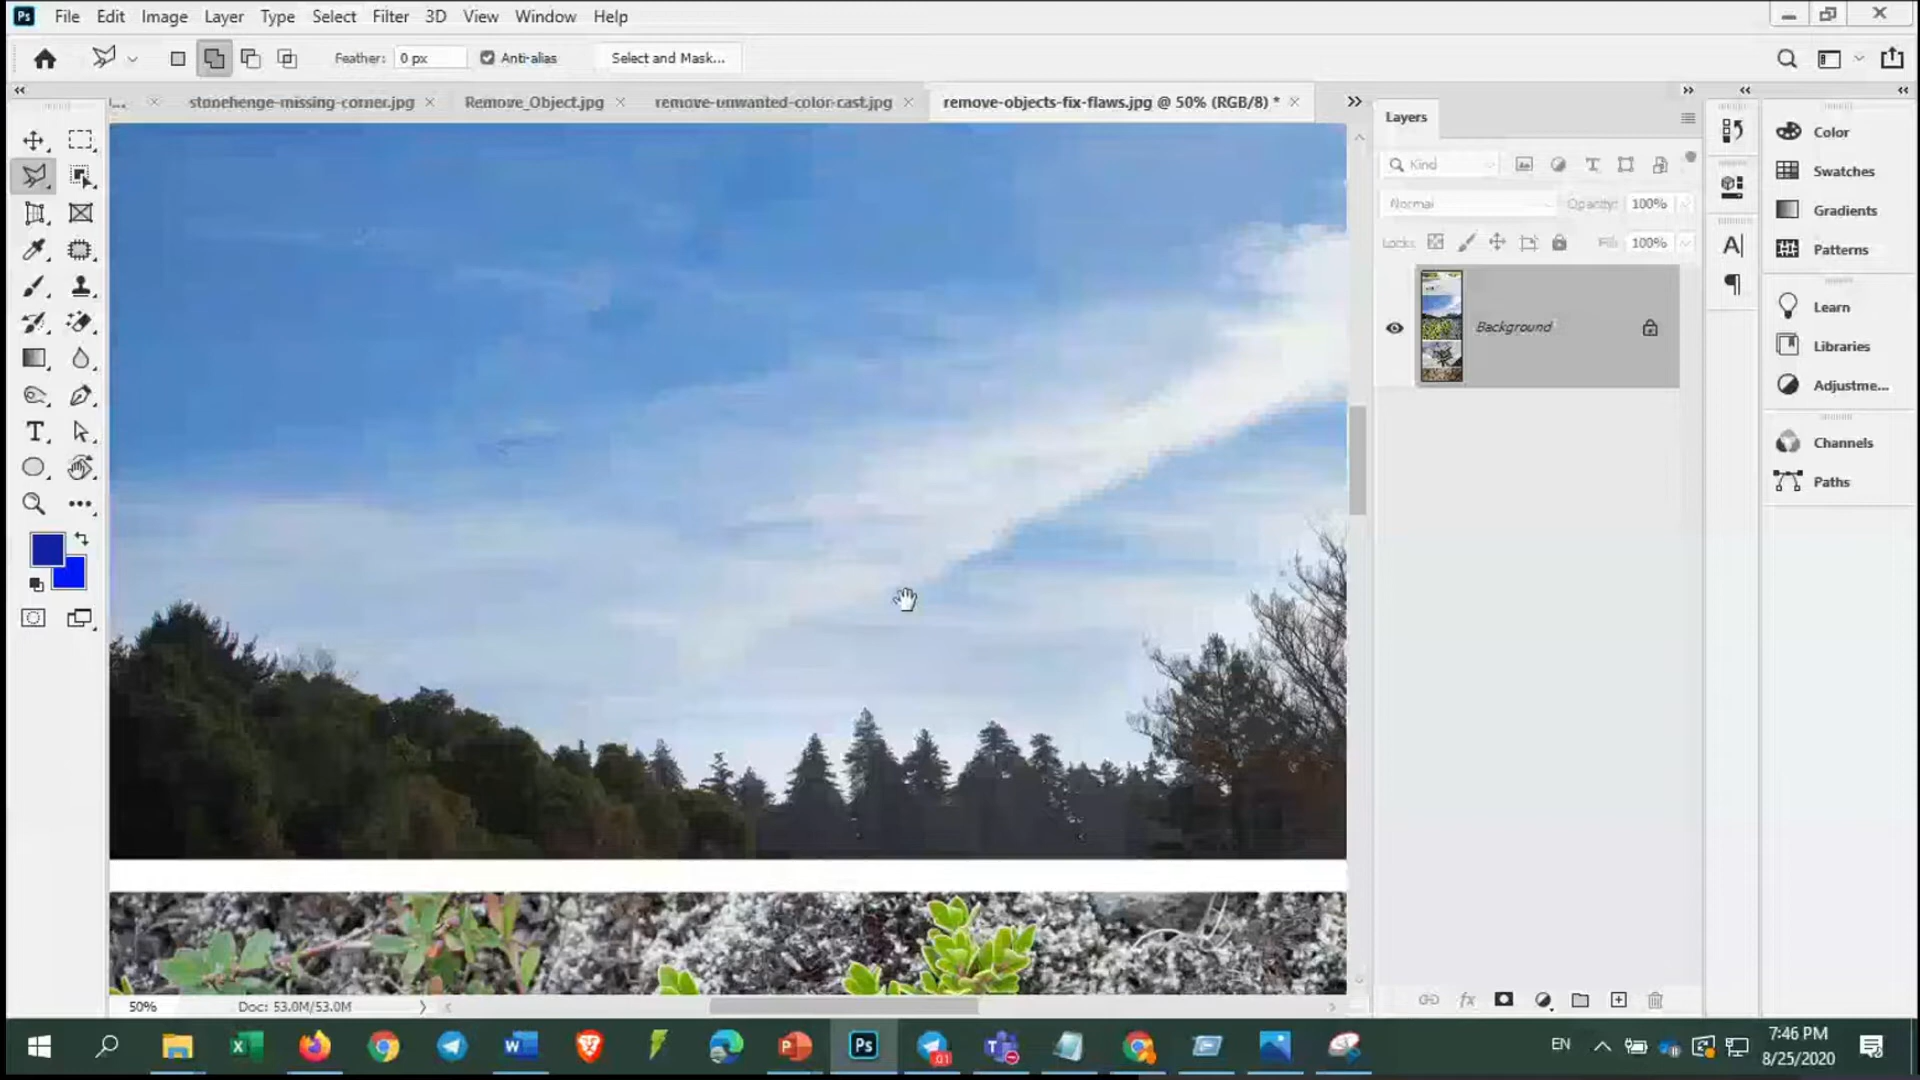 Ps File Edit Image Layer Type Select Filter 3D View Window Help
Feather: 0 px Anti-alias Select and Mask...
... stonehenge-missing-corner.jpg Remove_Object.jpg remove-unwanted-color-cast.jpg remove-objects-fix-flaws.jpg @ 50% (RGB/8) *
Layers
Kind
Normal Opacity: 100%
Locks: Fill: 100%
Background
Color
Swatches
Gradients
Patterns
Learn
Libraries
Adjustme...
Channels
Paths
50% Doc: 53.0M/53.0M
01
EN
7:46 PM
8/25/2020